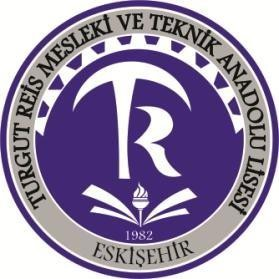 TURGUT REİS MESLEKİ VE TEKNİK ANADOLU LİSESİ
TR
1982
ESKİŞEHİR